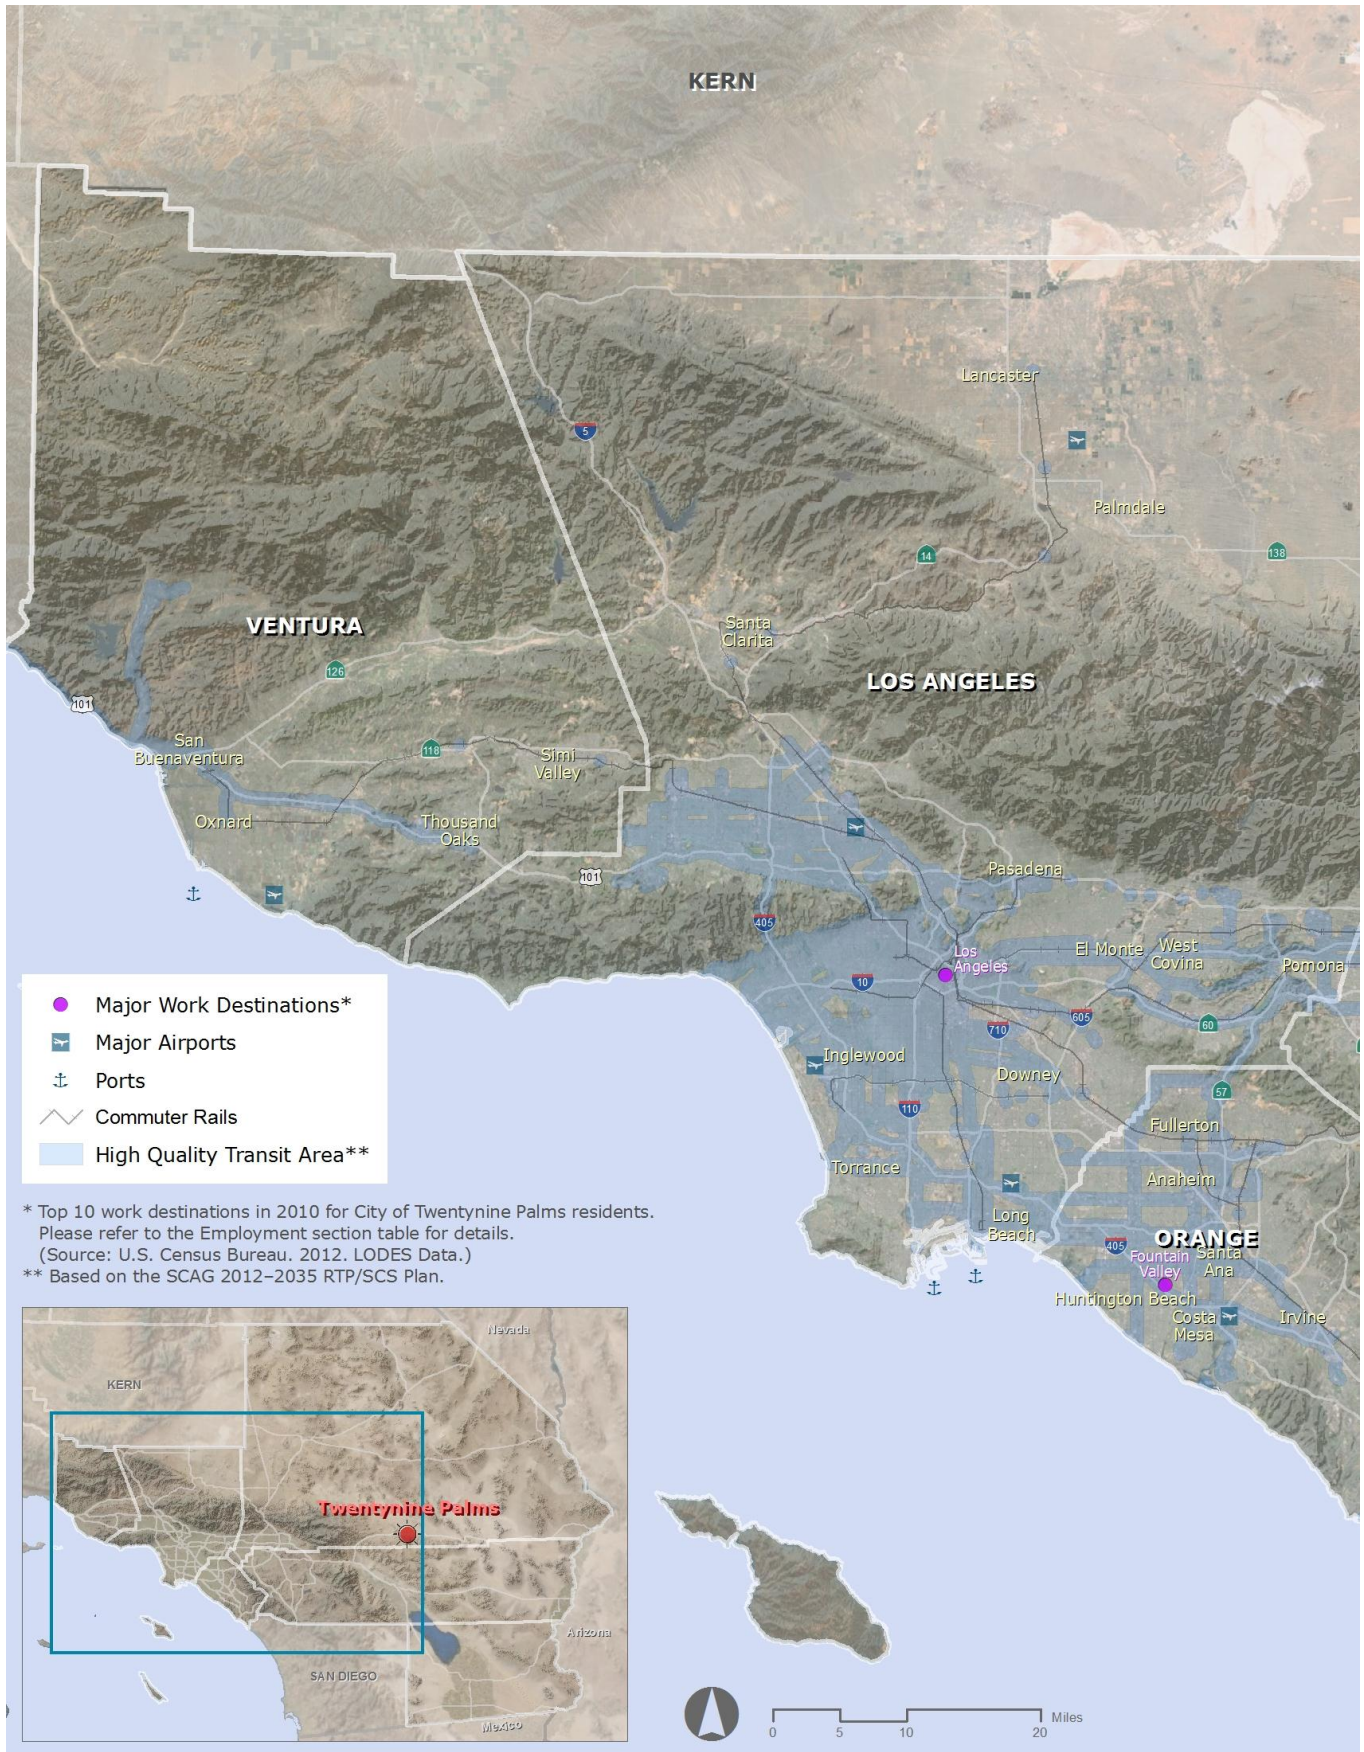 KERN
Lancaster
5
Palmdale
14
138
Santa
Clarita
VENTURA
126
LOS ANGELES
101
San
Buenaventura
118
Simi
Valley
Oxnard
Thousand
Oaks
101
Pasadena
405
Los
Angeles
El Monte
West
Covina
Pomona
10
710
605
60
Inglewood
Downey
57
110
Fullerton
Torrance
Anaheim
Long
Beach
ORANGE
405
Fountain
Valley
Santa
Ana
Huntington Beach
Costa
Mesa
Irvine
Major Work Destinations*
Major Airports
Ports
Commuter Rails
High Quality Transit Area**
* Top 10 work destinations in 2010 for City of Twentynine Palms residents.
Please refer to the Employment section table for details.
(Source: U.S. Census Bureau. 2012. LODES Data.)
** Based on the SCAG 2012–2035 RTP/SCS Plan.
Nevada
KERN
Twentynine Palms
Arizona
SAN DIEGO
Mexico
Miles
0 5 10 20